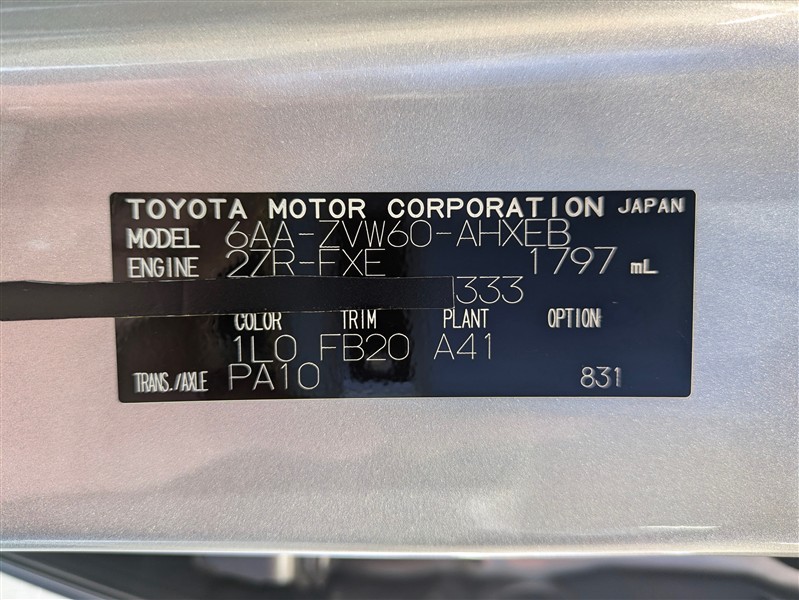 TOYOTA MOTOR CORPORATION JAPAN
MODEL 6AA-ZVW60-AHXEB
ENGINE 2ZR-FXE 1797 mL
333
COLOR TRIM PLANT OPTION
1L0 FB20 A41
TRANS./AXLE PA10 831